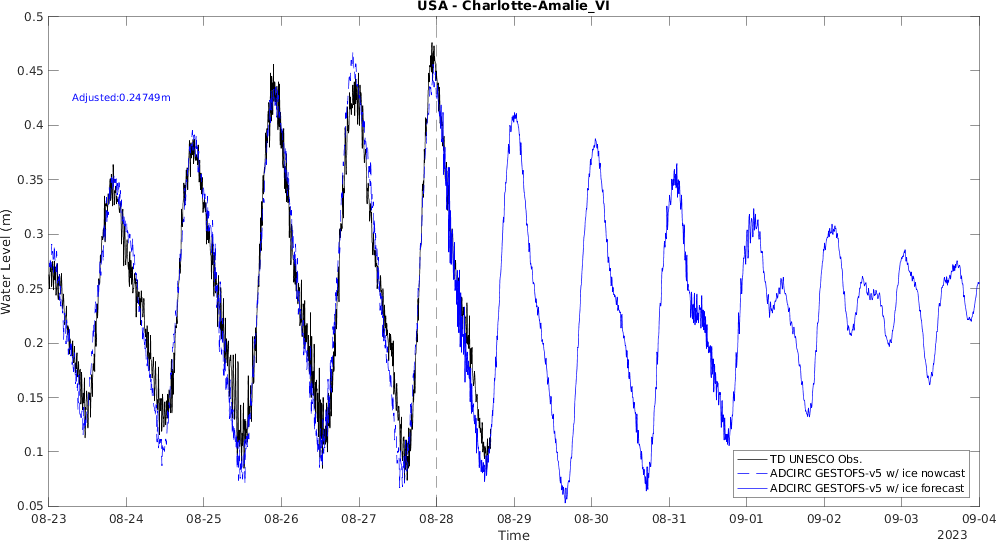 USA - Charlotte-Amalie_VI
0.5
0.45
0.4
0.35
0.3
0.25
0.2
0.15
0.1
0.05
Water Level (m)
Adjusted:0.24749m
TD UNESCO Obs.
ADCIRC GESTOFS-v5 w/ ice nowcast
ADCIRC GESTOFS-v5 w/ ice forecast
08-23 08-24 08-25 08-26 08-27 08-28 08-29 08-30 08-31 09-01 09-02 09-03 09-04
Time
2023